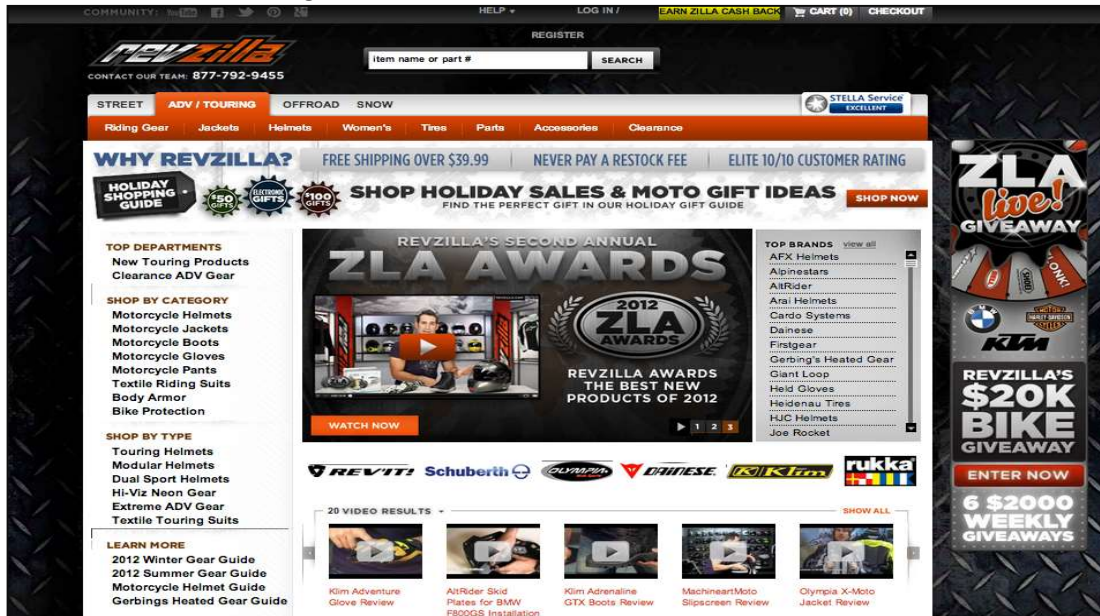 COMMUNITY: You Tube
HELP
LOG IN /
REGISTER
EARN ZILLA CASH BACK
CART (0)
CHECKOUT
revzilla
CONTACT OUR TEAM: 877-792-9455
item name or part #
SEARCH
STREET
ADV / TOURING
OFFROAD
SNOW
STELLA Service
EXCELLENT
Riding Gear
Jackets
Helmets
Women's
Tires
Parts
Accessories
Clearance
WHY REVZILLA?
FREE SHIPPING OVER $39.99
NEVER PAY A RESTOCK FEE
ELITE 10/10 CUSTOMER RATING
HOLIDAY
SHOPPING
GUIDE
$50
GIFTS
ELECTRONIC
GIFTS
$100
GIFTS
SHOP HOLIDAY SALES & MOTO GIFT IDEAS
FIND THE PERFECT GIFT IN OUR HOLIDAY GIFT GUIDE
SHOP NOW
TOP DEPARTMENTS
New Touring Products
Clearance ADV Gear
SHOP BY CATEGORY
Motorcycle Helmets
Motorcycle Jackets
Motorcycle Boots
Motorcycle Gloves
Motorcycle Pants
Textile Riding Suits
Body Armor
Bike Protection
SHOP BY TYPE
Touring Helmets
Modular Helmets
Dual Sport Helmets
Hi-Viz Neon Gear
Extreme ADV Gear
Textile Touring Suits
LEARN MORE
2012 Winter Gear Guide
2012 Summer Gear Guide
Motorcycle Helmet Guide
Gerbings Heated Gear Guide
REVZILLA'S SECOND ANNUAL
ZLA AWARDS
2012
ZLA
AWARDS
REVZILLA AWARDS
THE BEST NEW
PRODUCTS OF 2012
WATCH NOW
1 2 3
TOP BRANDS view all
AFX Helmets
Alpinestars
AltRider
Arai Helmets
Cardo Systems
Dainese
Firstgear
Gerbing's Heated Gear
Giant Loop
Held Gloves
Heidenau Tires
HJC Helmets
Joe Rocket
REV'IT!
Schuberth
OLYMPIA
DAINESE
Klim
rukka
20 VIDEO RESULTS
SHOW ALL
Klim Adventure
Glove Review
AltRider Skid
Plates for BMW
F800GS Installation
Klim Adrenaline
GTX Boots Review
MachineartMoto
Slipscreen Review
Olympia X-Moto
Jacket Review
ZLA
live!
GIVEAWAY
KLONK!
SHOEI
MOTOR
HARLEY-DAVIDSON
CYCLES
KTM
REVZILLA'S
$20K
BIKE
GIVEAWAY
ENTER NOW
6 $2000
WEEKLY
GIVEAWAYS